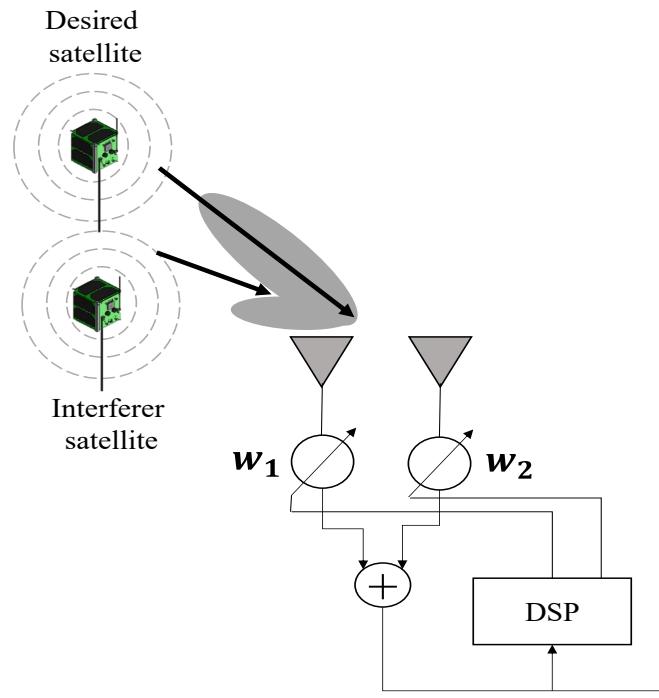 Desired
satellite
Interferer
satellite
w1
w2
+
DSP